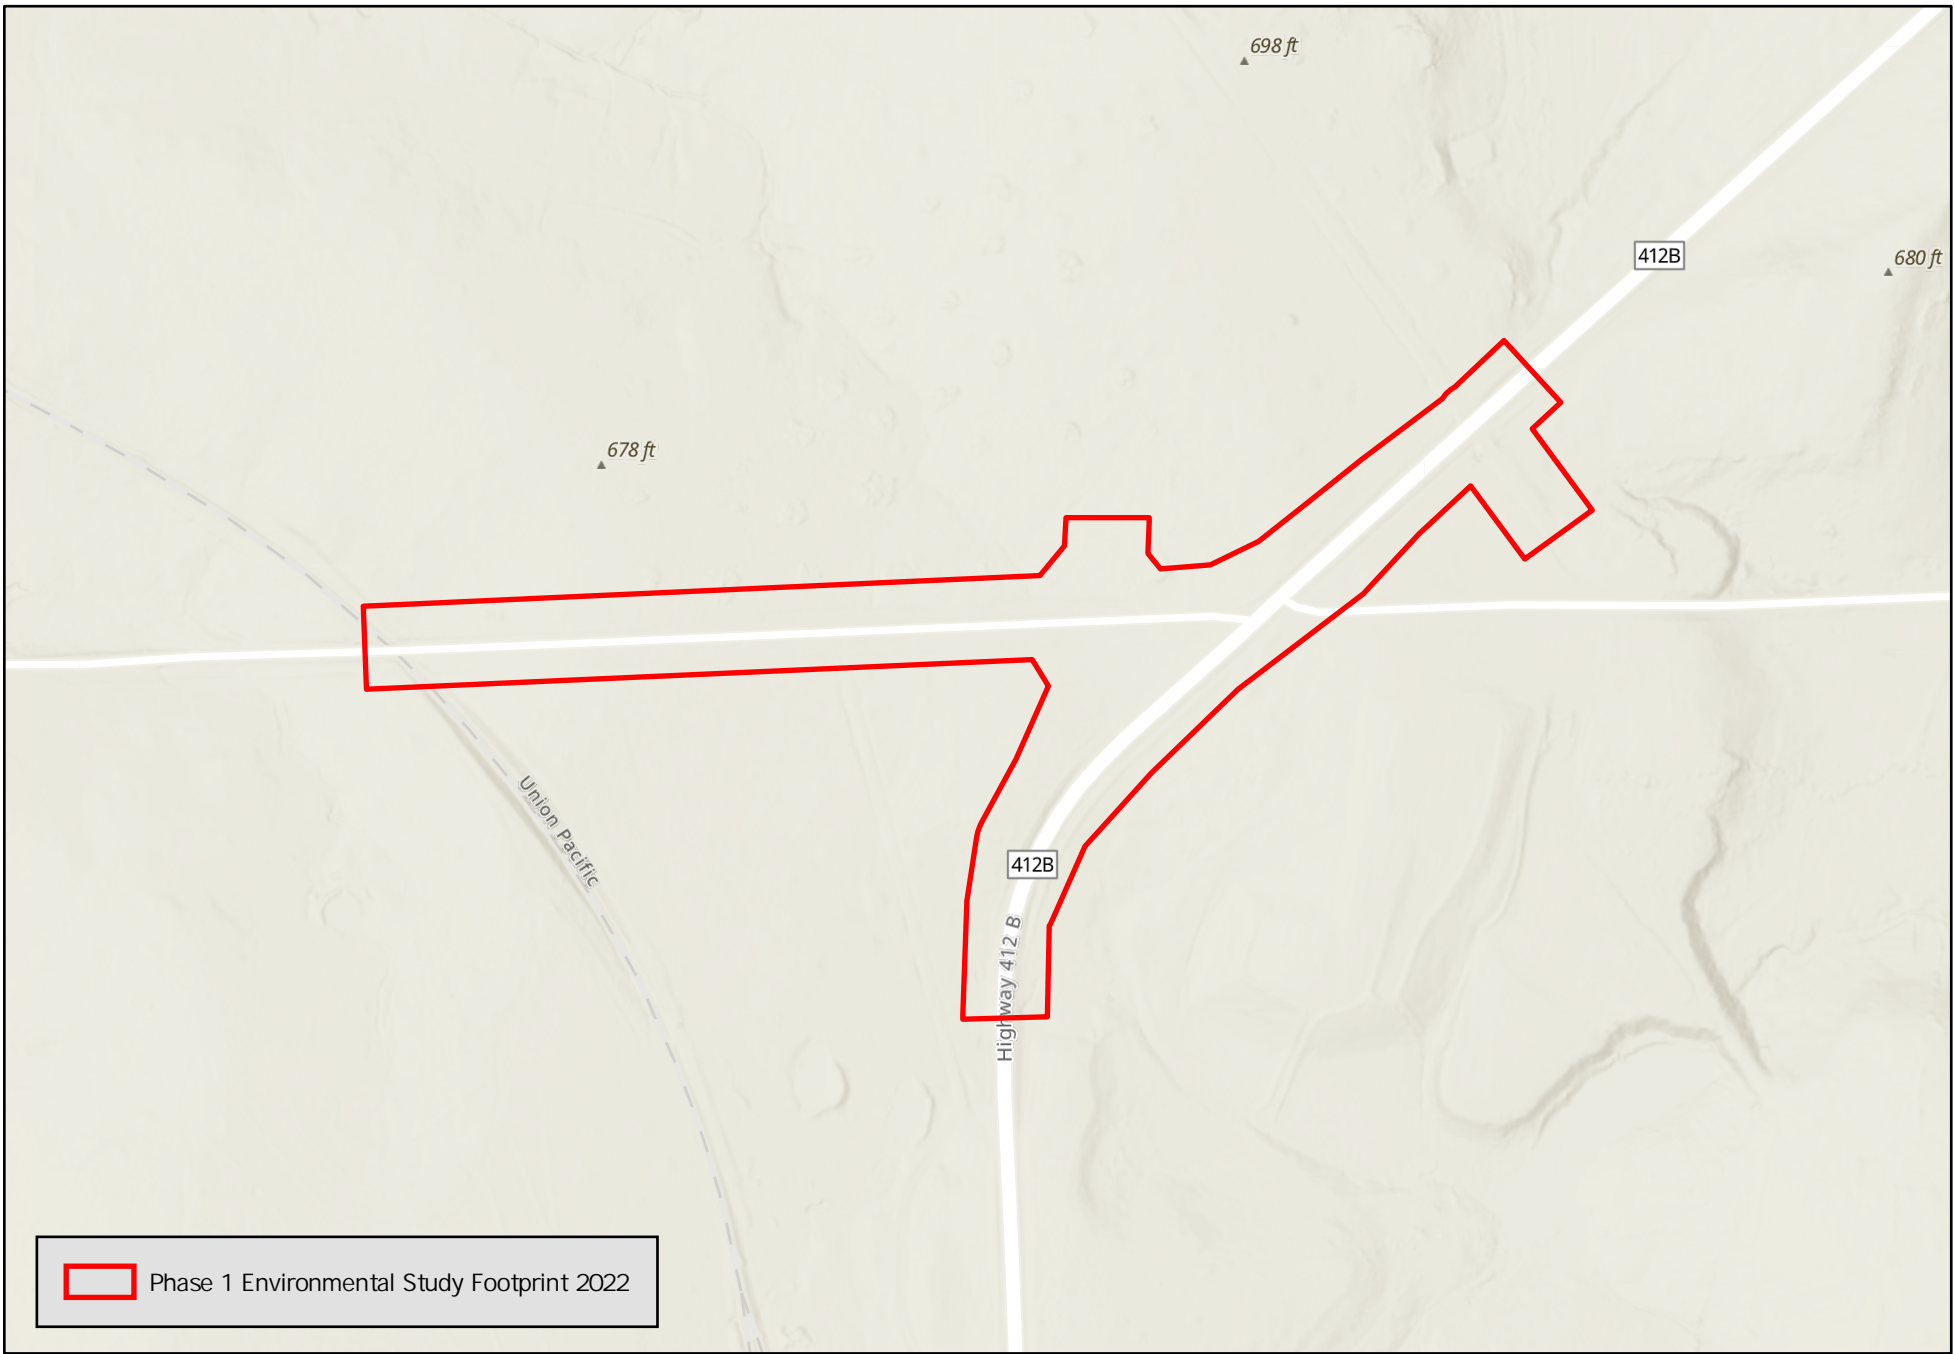 698 ft
412B
680 ft
678 ft
Union Pacific
412B
Highway 412 B
Phase 1 Environmental Study Footprint 2022